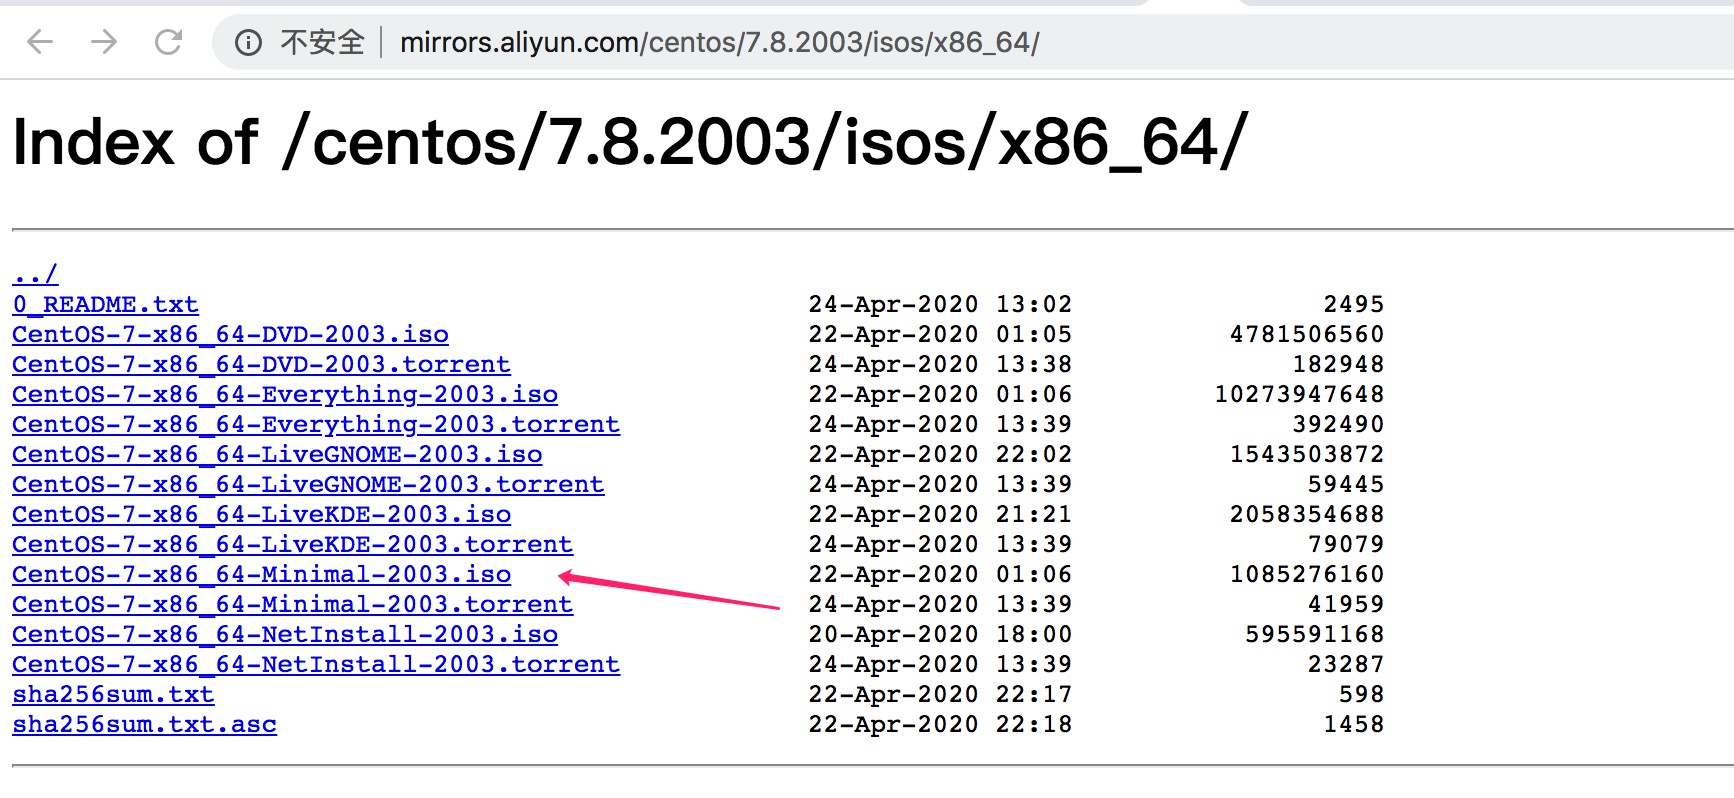 不安全 mirrors.aliyun.com/centos/7.8.2003/isos/x86_64/
Index of /centos/7.8.2003/isos/x86_64/
../
0_README.txt 24-Apr-2020 13:02 2495
CentOS-7-x86_64-DVD-2003.iso 22-Apr-2020 01:05 4781506560
CentOS-7-x86_64-DVD-2003.torrent 24-Apr-2020 13:38 182948
CentOS-7-x86_64-Everything-2003.iso 22-Apr-2020 01:06 10273947648
CentOS-7-x86_64-Everything-2003.torrent 24-Apr-2020 13:39 392490
CentOS-7-x86_64-LiveGNOME-2003.iso 22-Apr-2020 22:02 1543503872
CentOS-7-x86_64-LiveGNOME-2003.torrent 24-Apr-2020 13:39 59445
CentOS-7-x86_64-LiveKDE-2003.iso 22-Apr-2020 21:21 2058354688
CentOS-7-x86_64-LiveKDE-2003.torrent 24-Apr-2020 13:39 79079
CentOS-7-x86_64-Minimal-2003.iso 22-Apr-2020 01:06 1085276160
CentOS-7-x86_64-Minimal-2003.torrent 24-Apr-2020 13:39 41959
CentOS-7-x86_64-NetInstall-2003.iso 20-Apr-2020 18:00 595591168
CentOS-7-x86_64-NetInstall-2003.torrent 24-Apr-2020 13:39 23287
sha256sum.txt 22-Apr-2020 22:17 598
sha256sum.txt.asc 22-Apr-2020 22:18 1458